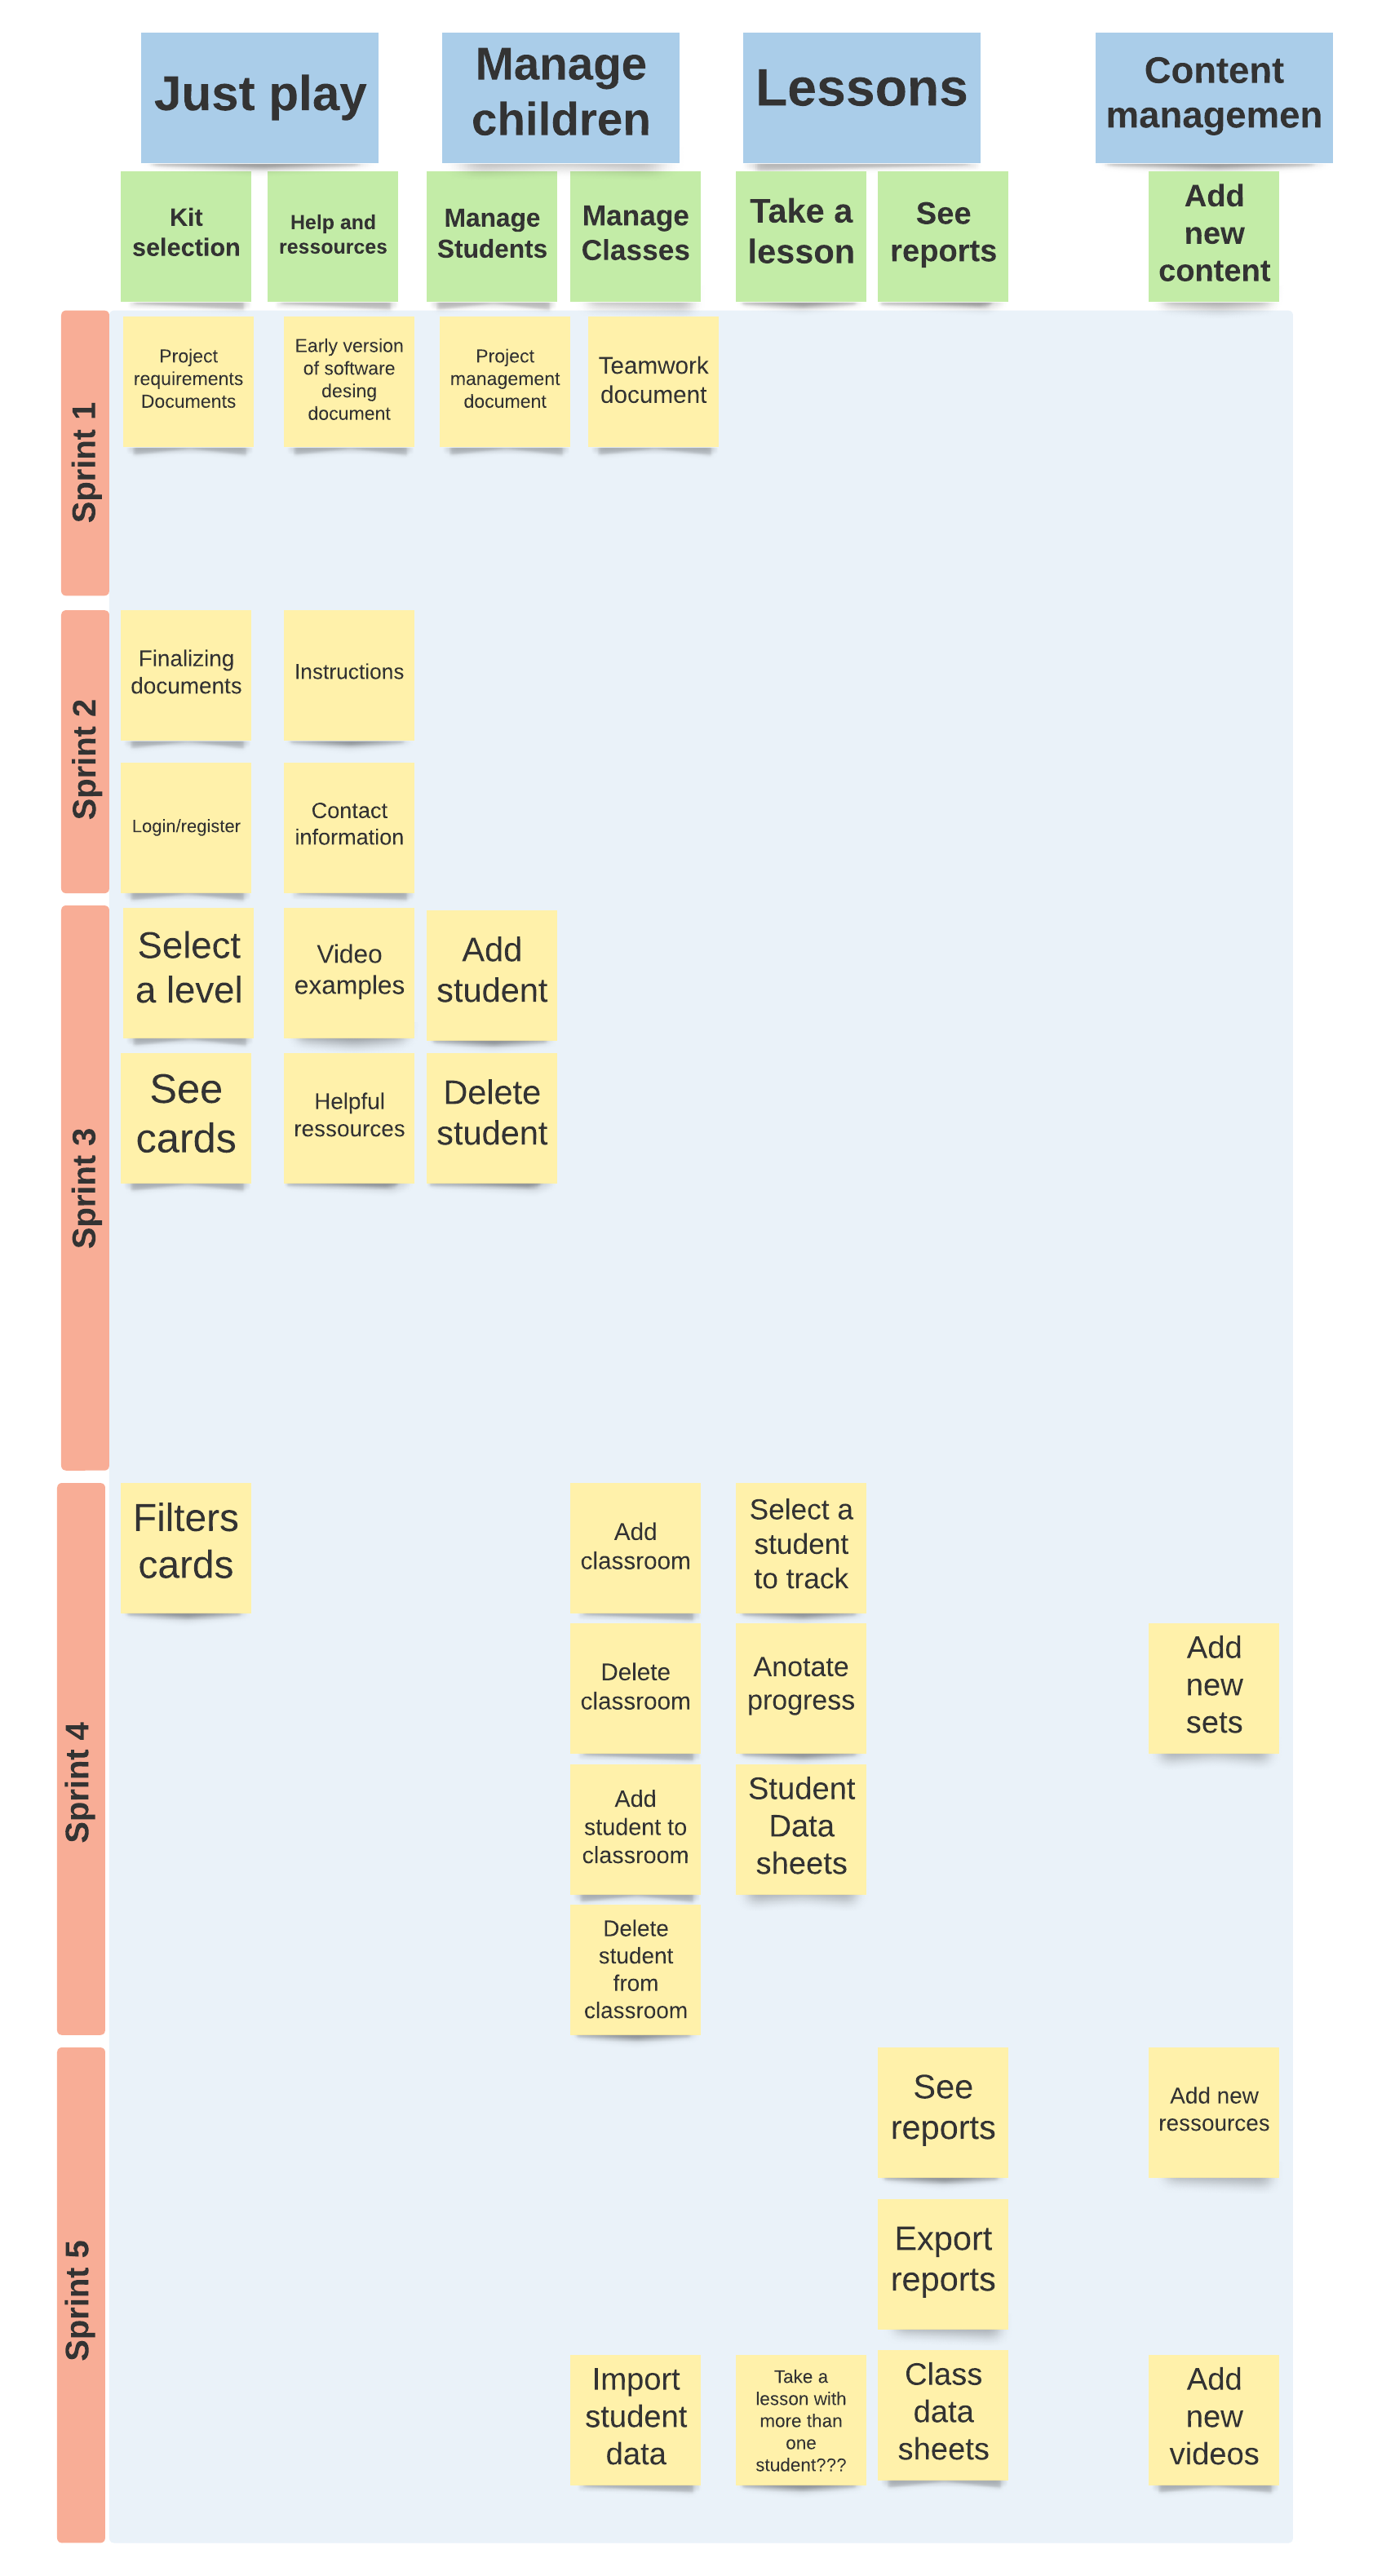 Just play
Manage
children
Lessons
Content
managemen
Kit
selection
Help and
ressources
Manage
Students
Manage
Classes
Take a
lesson
See
reports
Add
new
content
Sprint 1
Project
requirements
Documents
Early version
of software
desing
document
Project
management
document
Teamwork
document
Sprint 2
Finalizing
documents
Instructions
Login/register
Contact
information
Sprint 3
Select
a level
Video
examples
Add
student
See
cards
Helpful
ressources
Delete
student
Sprint 4
Filters
cards
Add
classroom
Select a
student
to track
Delete
classroom
Anotate
progress
Add
new
sets
Add
student to
classroom
Student
Data
sheets
Delete
student
from
classroom
Sprint 5
See
reports
Add new
ressources
Export
reports
Import
student
data
Take a
lesson with
more than
one
student???
Class
data
sheets
Add
new
videos